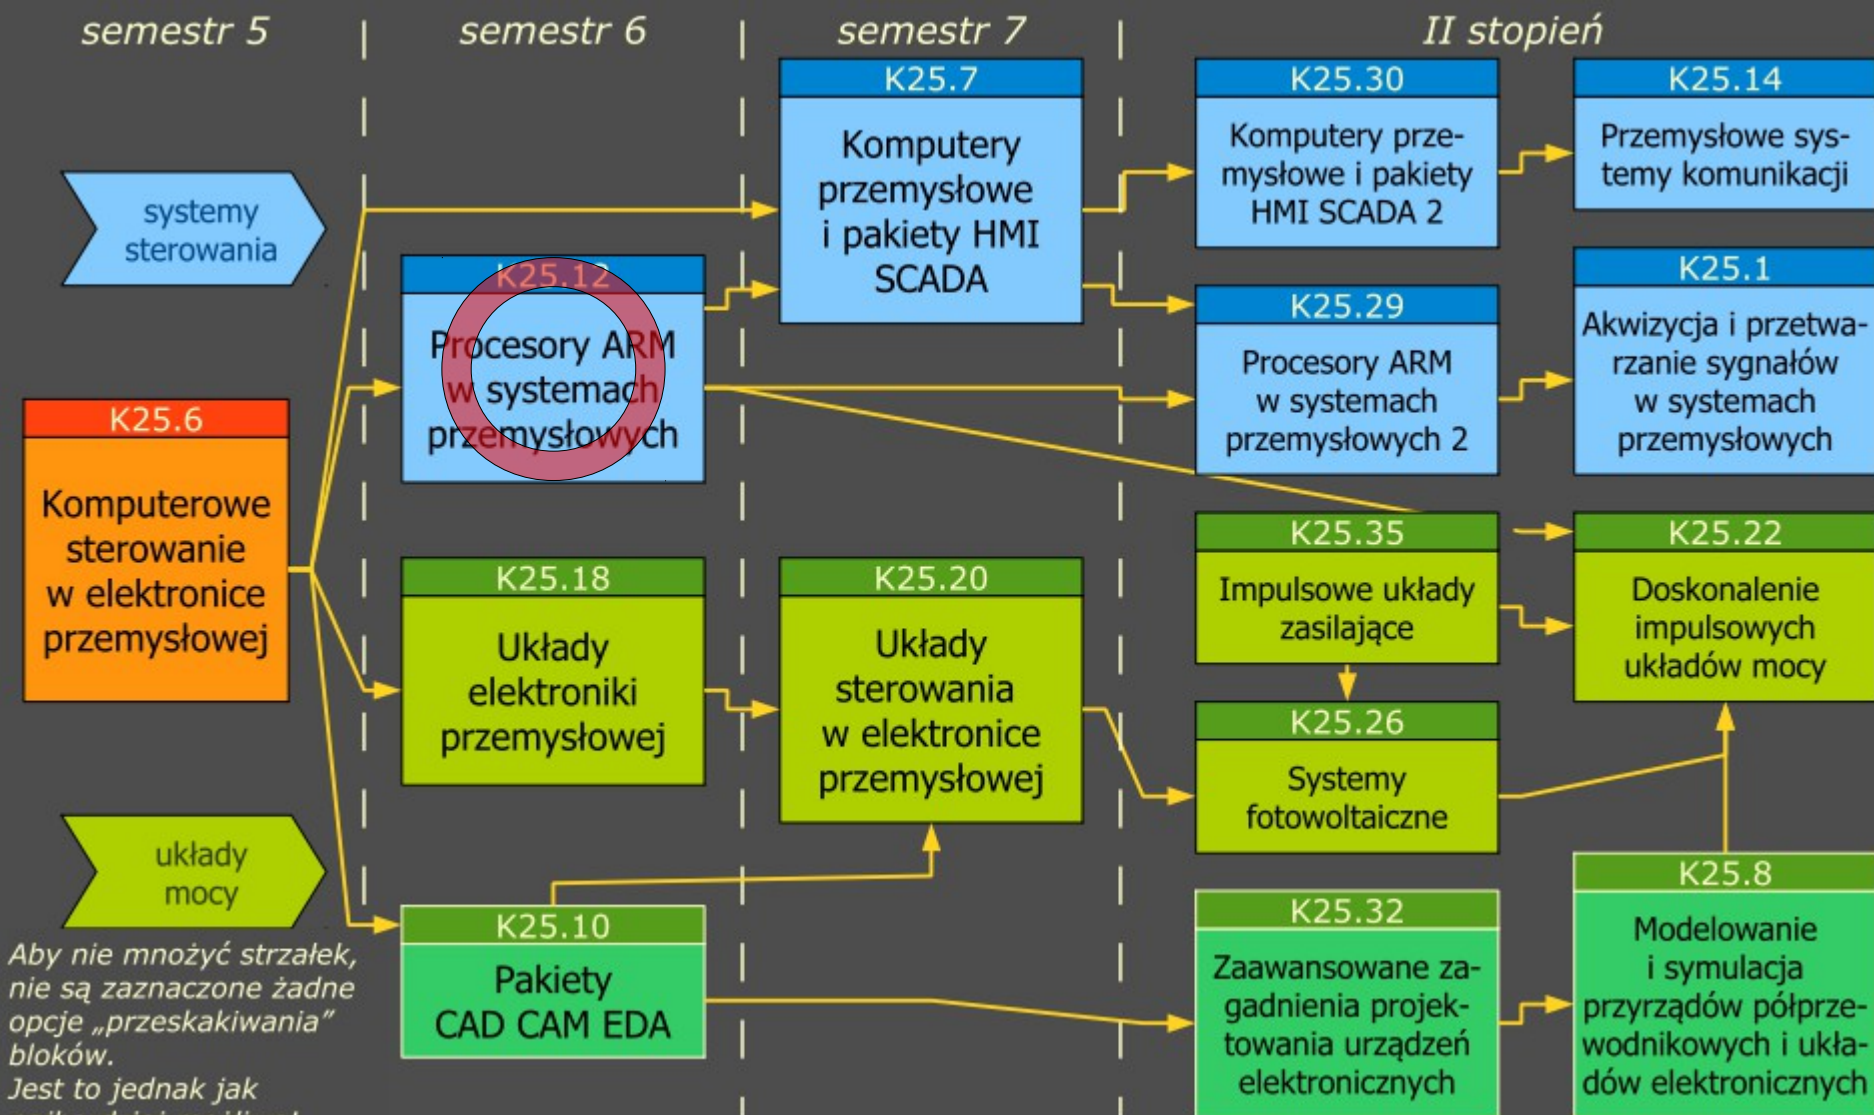 semestr 5
semestr 6
semestr 7
II stopień
systemy
sterowania
K25.6
Komputerowe
sterowanie
w elektronice
przemysłowej
układy
mocy
Aby nie mnożyć strzałek,
nie są zaznaczone żadne
opcje „przeskakiwania”
bloków.
Jest to jednak jak
K25.12
Procesory ARM
w systemach
przemysłowych
K25.18
Układy
elektroniki
przemysłowej
K25.10
Pakiety
CAD CAM EDA
K25.7
Komputery
przemysłowe
i pakiety HMI
SCADA
K25.20
Układy
sterowania
w elektronice
przemysłowej
K25.30
Komputery prze-
mysłowe i pakiety
HMI SCADA 2
K25.29
Procesory ARM
w systemach
przemysłowych 2
K25.35
Impulsowe układy
zasilające
K25.26
Systemy
fotowoltaiczne
K25.32
Zaawansowane za-
gadnienia projek-
towania urządzeń
elektronicznych
K25.14
Przemysłowe sys-
temy komunikacji
K25.1
Akwizycja i przetwa-
rzanie sygnałów
w systemach
przemysłowych
K25.22
Doskonalenie
impulsowych
układów mocy
K25.8
Modelowanie
i symulacja
przyrządów półprze-
wodnikowych i ukła-
dów elektronicznych